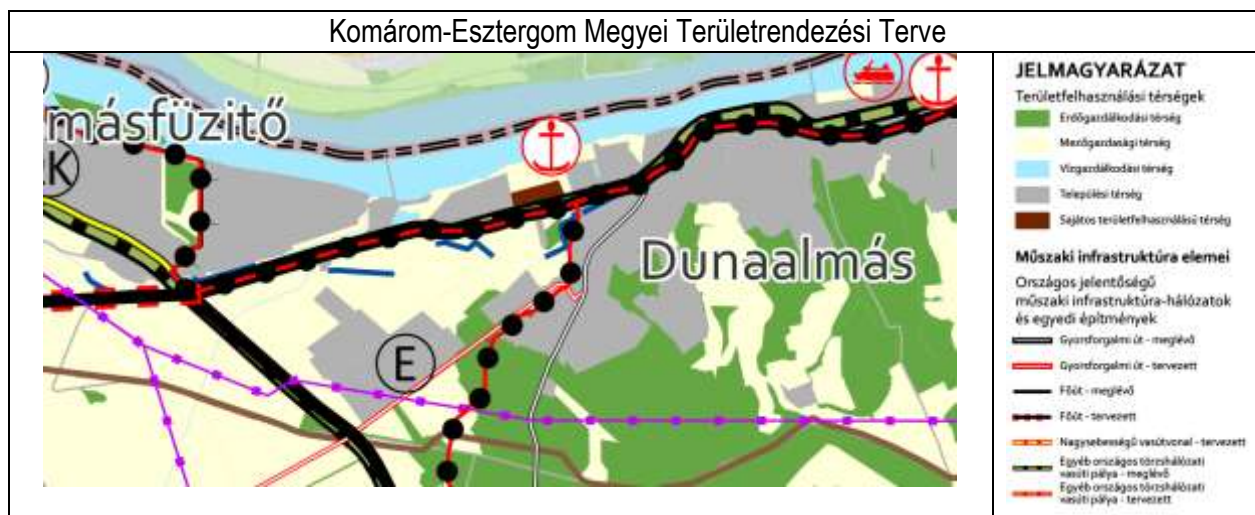 Komárom-Esztergom Megyei Területrendezési Terve
másfüzitő
K
E
Dunaalmás
JELMAGYARÁZAT
Területfelhasználási térségek
Erdőgazdálkodási térség
Mezőgazdasági térség
Vízgazdálkodási térség
Települési térség
Sajátos területfelhasználású térség
Műszaki infrastruktúra elemei
Országos jelentőségű
műszaki infrastruktúra-hálózatok
és egyedi építmények
Gyorsforgalmi út - meglévő
Gyorsforgalmi út - tervezett
Főút - meglévő
Főút - tervezett
Nagysebességű vasútvonal - tervezett
Egyéb országos törzshálózati
vasúti pálya - meglévő
Egyéb országos törzshálózati
vasúti pálya - tervezett